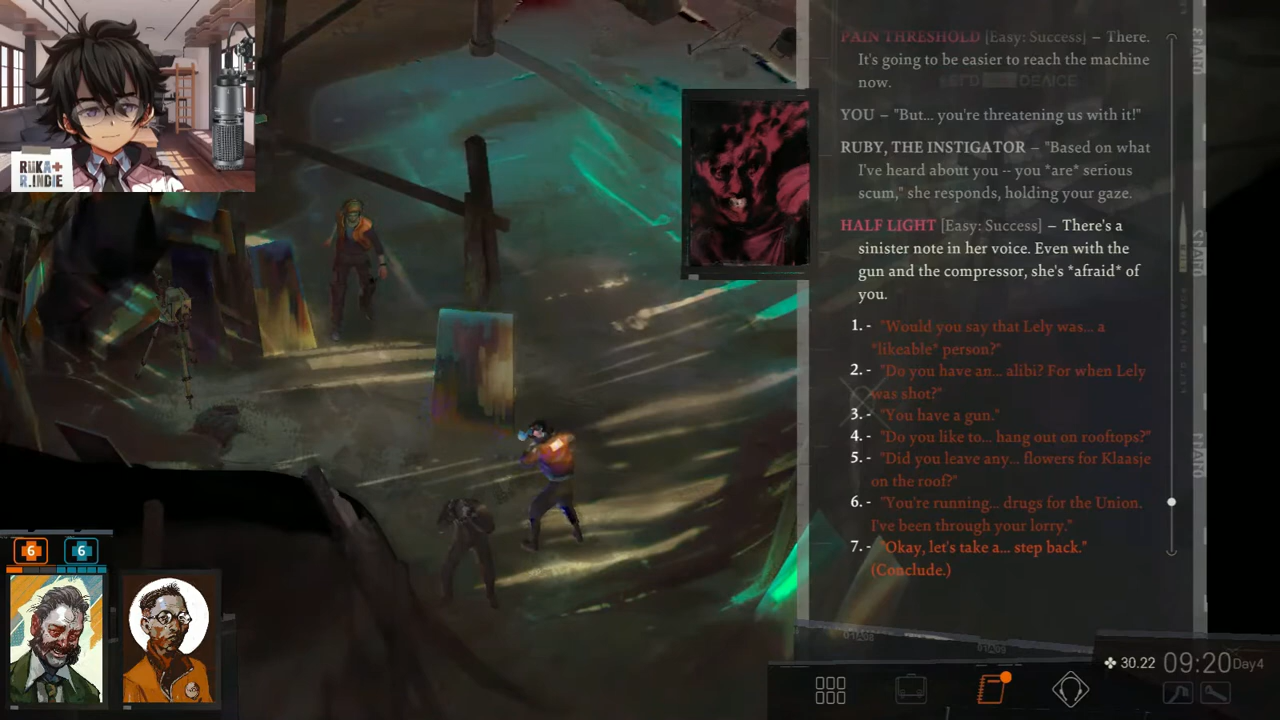 PAIN THRESHOLD [Easy: Success] – There.
It's going to be easier to reach the machine
now.
YOU – "But... you're threatening us with it!"
RUBY, THE INSTIGATOR – "Based on what
I've heard about you -- you *are* serious
scum," she responds, holding your gaze.
HALF LIGHT [Easy: Success] – There's a
sinister note in her voice. Even with the
gun and the compressor, she's *afraid* of
you.
1. - "Would you say that Lely was... a
*likeable* person?"
2. - "Do you have an... alibi? For when Lely
was shot?"
3. - "You have a gun."
4. - "Do you like to... hang out on rooftops?"
5. - "Did you leave any... flowers for Klaasje
on the roof?"
6. - "You're running... drugs for the Union.
I've been through your lorry."
7. - "Okay, let's take a... step back."
(Conclude.)
RIIKA+
R.INDIE
6 6
30.22 09:20 Day4